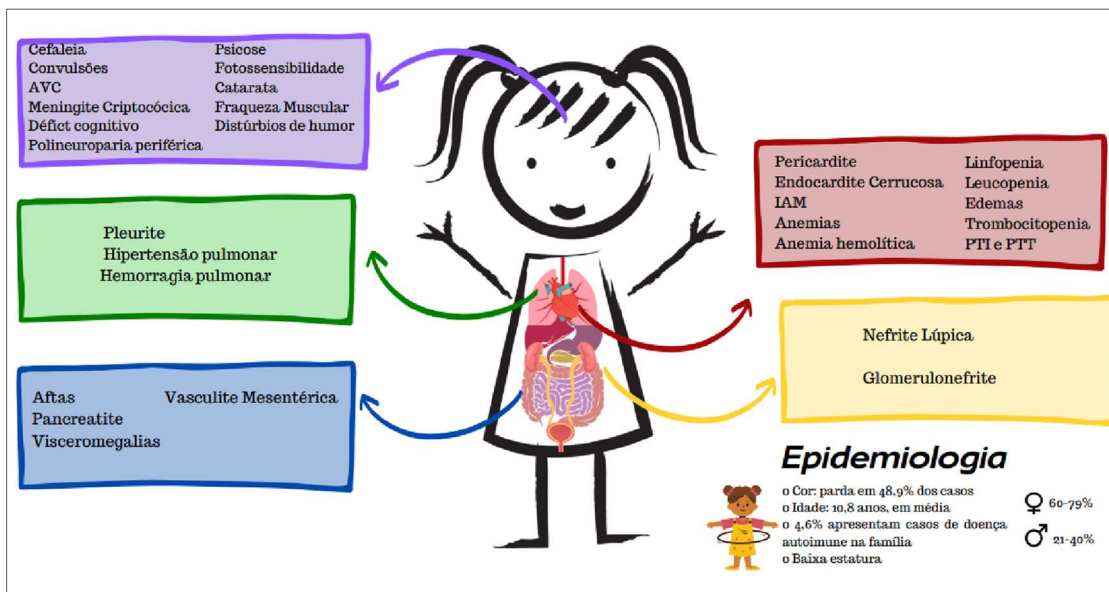 Cefaleia
Convulsões
AVC
Meningite Criptocócica
Défict cognitivo
Polineuroparia periférica
Psicose
Fotossensibilidade
Catarata
Fraqueza Muscular
Distúrbios de humor
Pleurite
Hipertensão pulmonar
Hemorragia pulmonar
Aftas
Pancreatite
Visceromegalias
Vasculite Mesentérica
Pericardite
Endocardite Cerrucosa
IAM
Anemias
Anemia hemolítica
Linfopenia
Leucopenia
Edemas
Trombocitopenia
PTI e PTT
Nefrite Lúpica
Glomerulonefrite
Epidemiologia
o Cor: parda em 48,9% dos casos
o Idade: 10,8 anos, em média
o 4,6% apresentam casos de doença
autoimune na família
o Baixa estatura
♀ 60-79%
♂ 21-40%